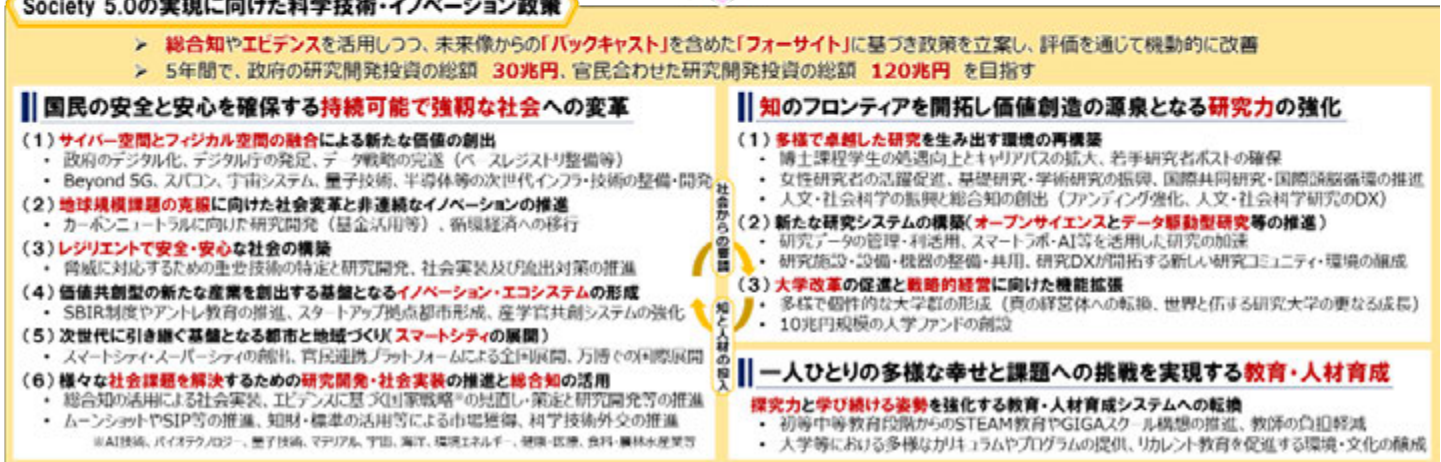 Society 5.0の実現に向けた科学技術・イノベーション政策
➢ 総合知やエビデンスを活用しつつ、未来像からの「バックキャスト」を含めた「フォーサイト」に基づき政策を立案し、評価を通じて機動的に改善
➢ 5年間で、政府の研究開発投資の総額 30兆円、官民合わせた研究開発投資の総額 120兆円 を目指す
国民の安全と安心を確保する持続可能で強靭な社会への変革
(1)サイバー空間とフィジカル空間の融合による新たな価値の創出
• 政府のデジタル化、デジタル庁の発足、データ戦略の完遂（ベースレジストリ整備等）
• Beyond 5G、スパコン、宇宙システム、量子技術、半導体等の次世代インフラ・技術の整備・開発
(2)地球規模課題の克服に向けた社会変革と非連続なイノベーションの推進
• カーボンニュートラルに向けた研究開発（基金活用等）、循環経済への移行
(3)レジリエントで安全・安心な社会の構築
• 脅威に対応するための重要技術の特定と研究開発、社会実装及び流出対策の推進
(4)価値共創型の新たな産業を創出する基盤となるイノベーション・エコシステムの形成
• SBIR制度やアントレ教育の推進、スタートアップ拠点都市形成、産学官共創システムの強化
(5)次世代に引き継ぐ基盤となる都市と地域づくり(スマートシティの展開)
• スマートシティ・スーパーシティの創出、官民連携プラットフォームによる全国展開、万博での国際展開
(6)様々な社会課題を解決するための研究開発・社会実装の推進と総合知の活用
• 総合知の活用による社会実装、エビデンスに基づく国家戦略※の見直し・策定と研究開発等の推進
• ムーンショットやSIP等の推進、知財・標準の活用等による市場獲得、科学技術外交の推進
※AI技術、バイオテクノロジー、量子技術、マテリアル、宇宙、海洋、環境エネルギー、健康・医療、食料・農林水産業等
社会からの要請
知と人材の投入
知のフロンティアを開拓し価値創造の源泉となる研究力の強化
(1)多様で卓越した研究を生み出す環境の再構築
• 博士課程学生の処遇向上とキャリアパスの拡大、若手研究者ポストの確保
• 女性研究者の活躍促進、基礎研究・学術研究の振興、国際共同研究・国際頭脳循環の推進
• 人文・社会科学の振興と総合知の創出（ファンディング強化、人文・社会科学研究のDX）
(2)新たな研究システムの構築(オープンサイエンスとデータ駆動型研究等の推進)
• 研究データの管理・利活用、スマートラボ・AI等を活用した研究の加速
• 研究施設・設備・機器の整備・共用、研究DXが開拓する新しい研究コミュニティ・環境の醸成
(3)大学改革の促進と戦略的経営に向けた機能拡張
• 多様で個性的な大学群の形成（真の経営体への転換、世界と伍する研究大学の更なる成長）
• 10兆円規模の大学ファンドの創設
一人ひとりの多様な幸せと課題への挑戦を実現する教育・人材育成
探究力と学び続ける姿勢を強化する教育・人材育成システムへの転換
• 初等中等教育段階からのSTEAM教育やGIGAスクール構想の推進、教師の負担軽減
• 大学等における多様なカリキュラムやプログラムの提供、リカレント教育を促進する環境・文化の醸成